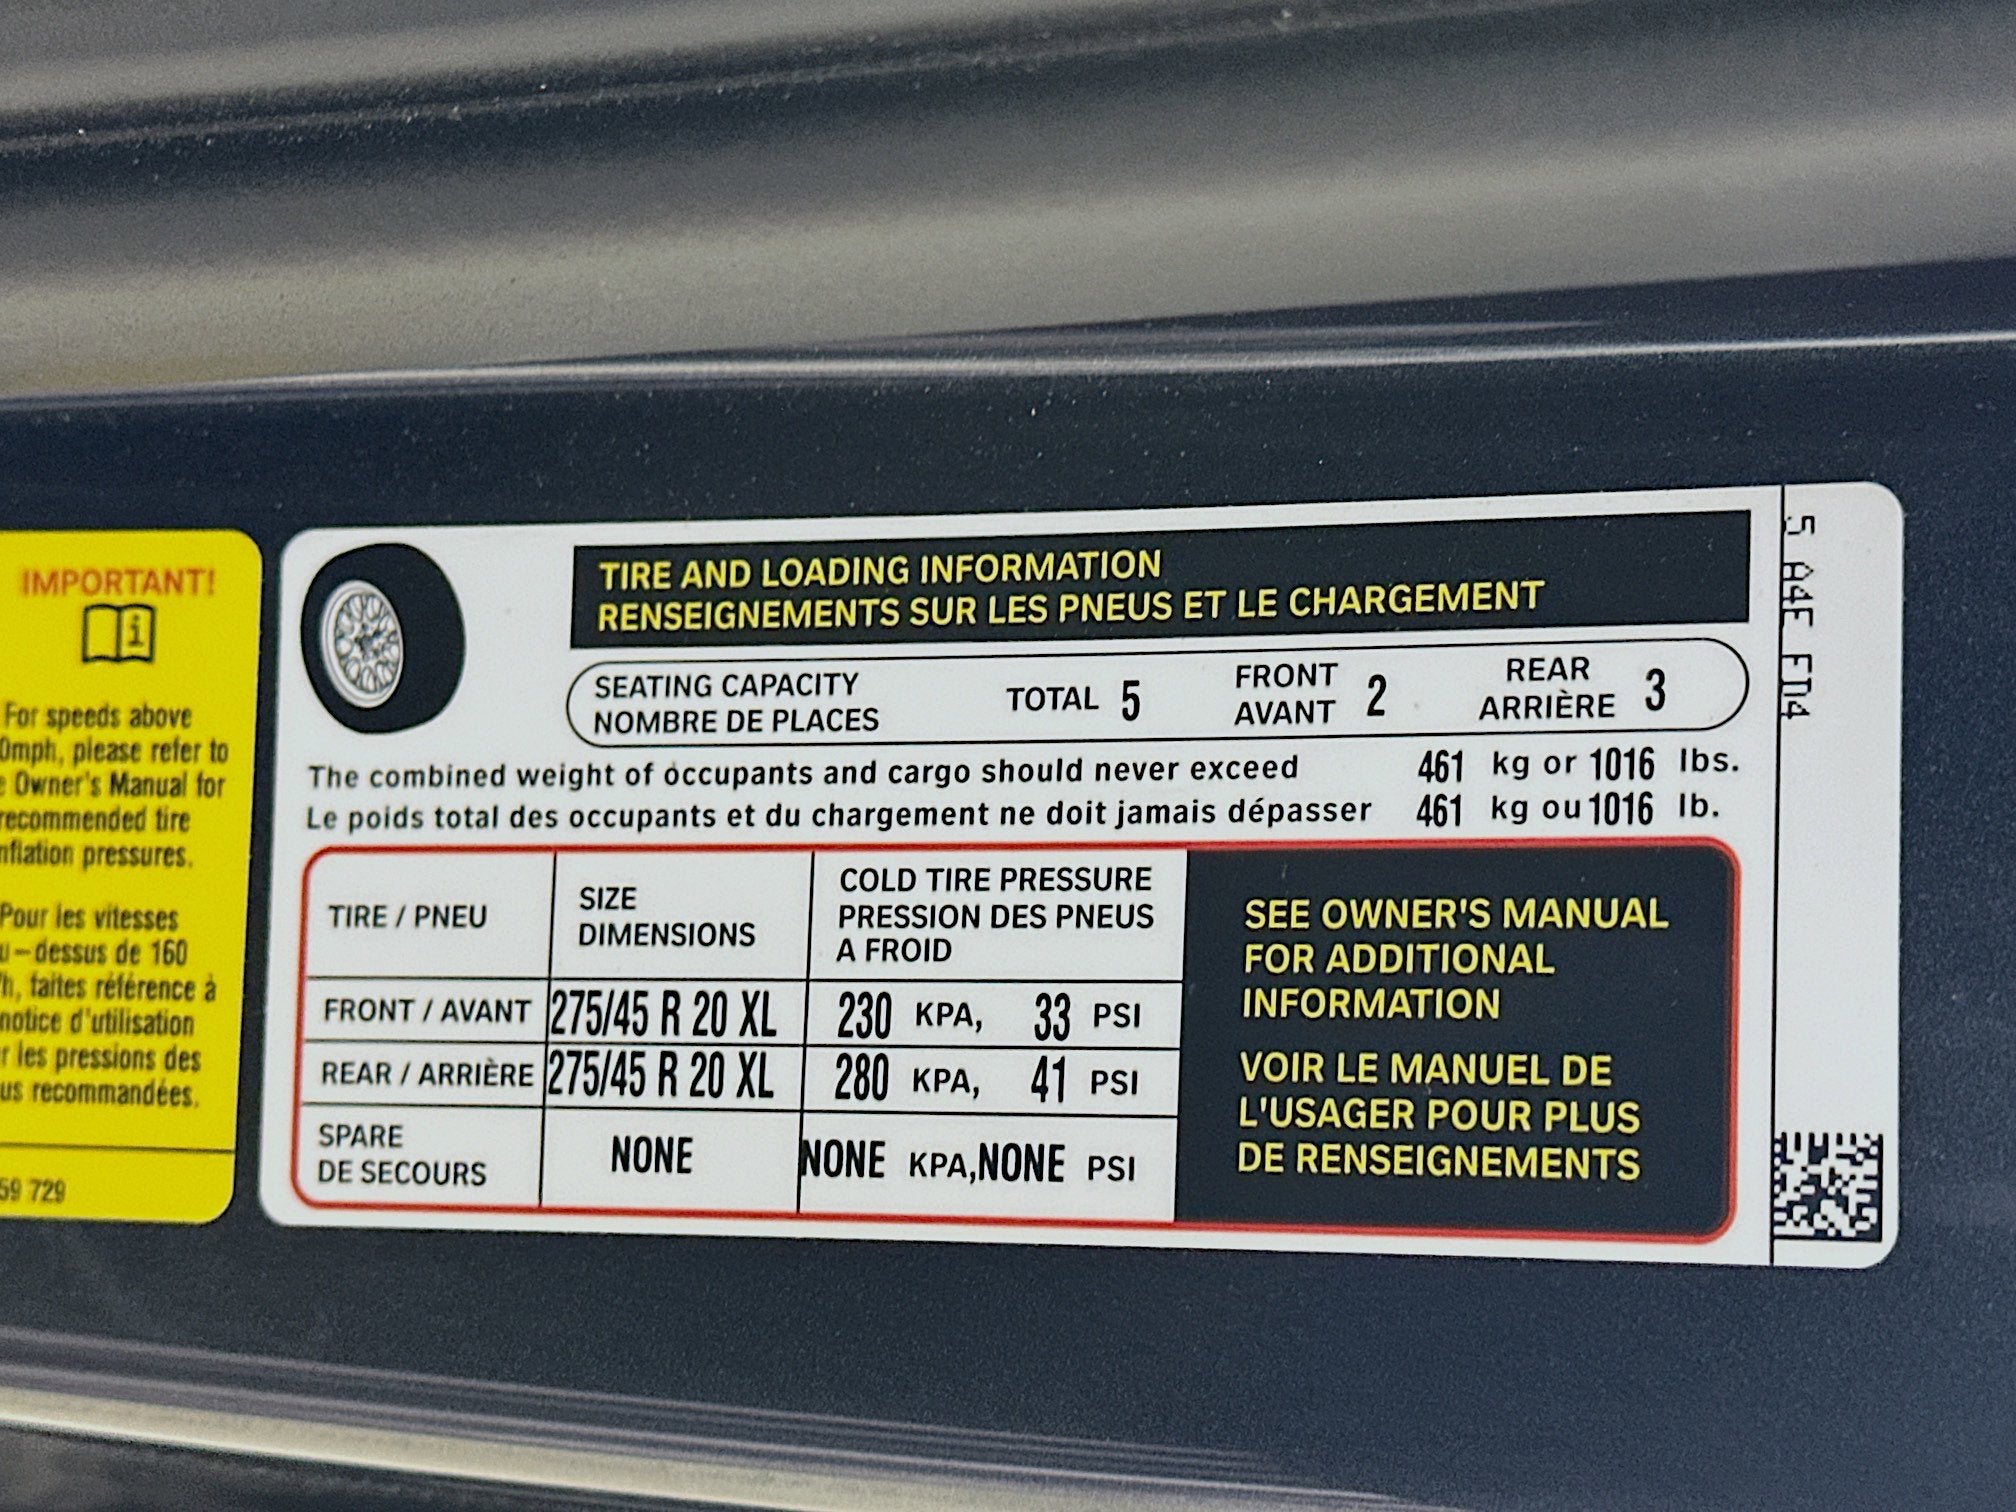 IMPORTANT!
For speeds above
0mph, please refer to
Owner's Manual for
recommended tire
pressures.
Pour les vitesses
dessus de 160
faites référence à
notice d'utilisation
les pressions des
recommandées.
59 729
TIRE AND LOADING INFORMATION
RENSEIGNEMENTS SUR LES PNEUS ET LE CHARGEMENT
SEATING CAPACITY
NOMBRE DE PLACES
TOTAL 5
FRONT
AVANT 2
REAR
ARRIÈRE 3
The combined weight of occupants and cargo should never exceed 461 kg or 1016 lbs.
Le poids total des occupants et du chargement ne doit jamais dépasser 461 kg ou 1016 lb.
TIRE / PNEU
SIZE
DIMENSIONS
COLD TIRE PRESSURE
PRESSION DES PNEUS
A FROID
FRONT / AVANT 275/45 R 20 XL 230 KPA, 33 PSI
REAR / ARRIÈRE 275/45 R 20 XL 280 KPA, 41 PSI
SPARE
DE SECOURS
NONE NONE KPA, NONE PSI
SEE OWNER'S MANUAL
FOR ADDITIONAL
INFORMATION
VOIR LE MANUEL DE
L'USAGER POUR PLUS
DE RENSEIGNEMENTS